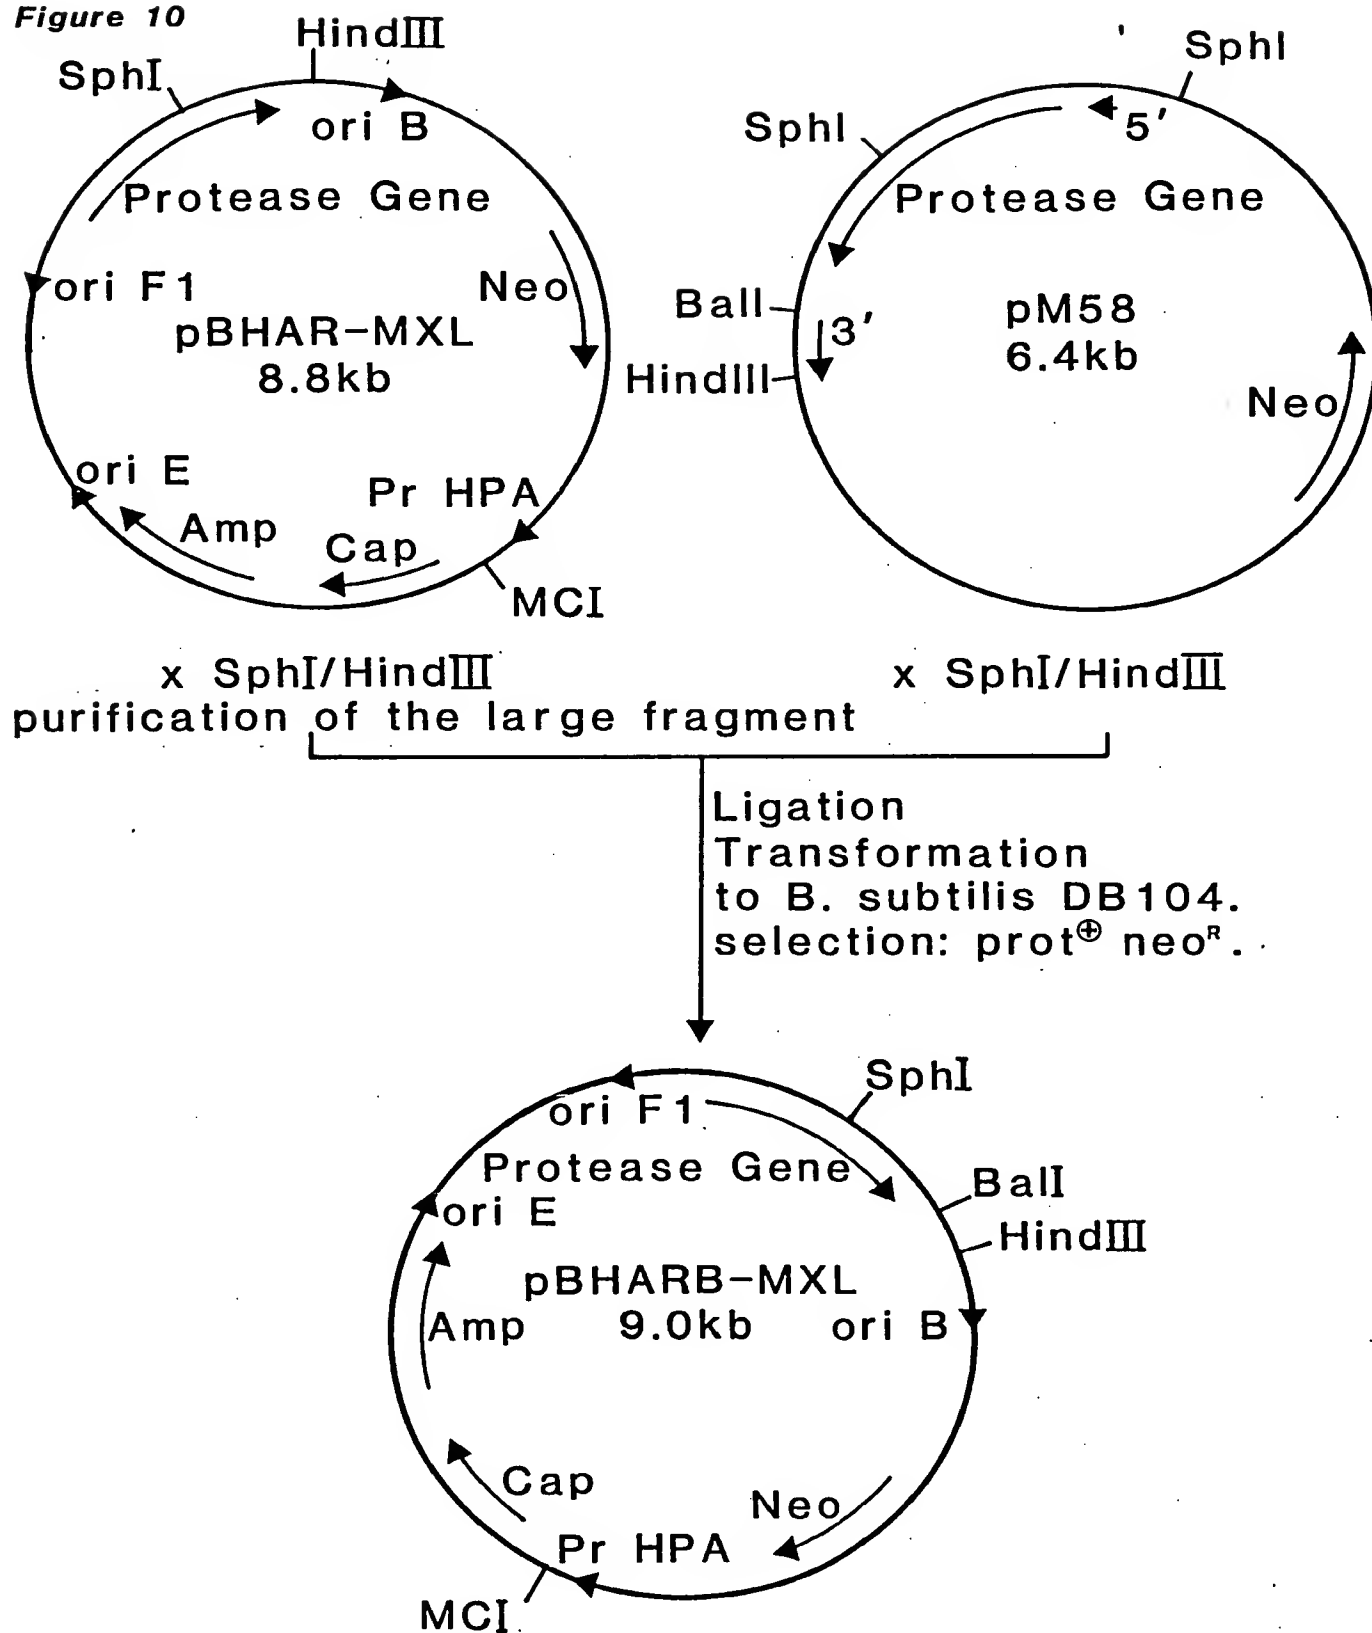 Figure 10
HindIII
SphI
ori B
Protease Gene
ori F1
Neo
pBHAR-MXL
8.8kb
ori E
Pr HPA
Amp
Cap
MCI
SphI
SphI
5'
Protease Gene
BalI
3'
pM58
6.4kb
HindIII
Neo
x SphI/HindIII
purification of the large fragment
x SphI/HindIII
Ligation
Transformation
to B. subtilis DB104.
selection: prot⊕ neoᴿ.
SphI
ori F1
Protease Gene
BalI
ori E
HindIII
pBHARB-MXL
Amp
9.0kb
ori B
Cap
Neo
Pr HPA
MCI